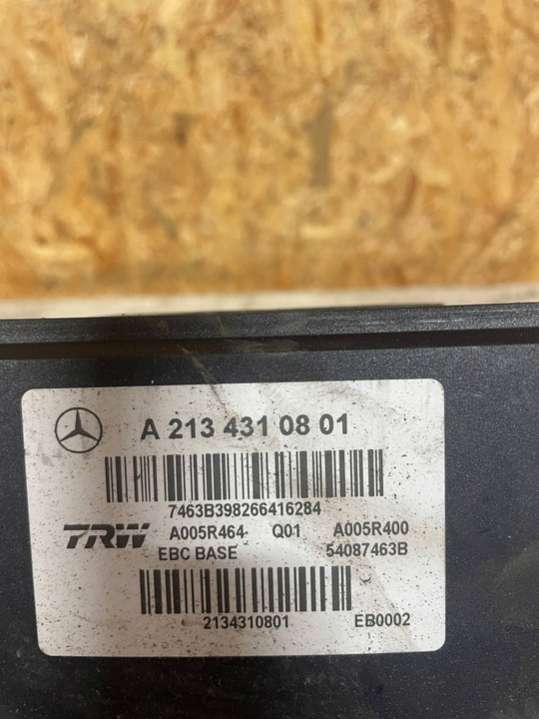 A 213 431 08 01
7463B398266416284
TRW A005R464 Q01 A005R400
EBC BASE 54087463B
2134310801 EB0002